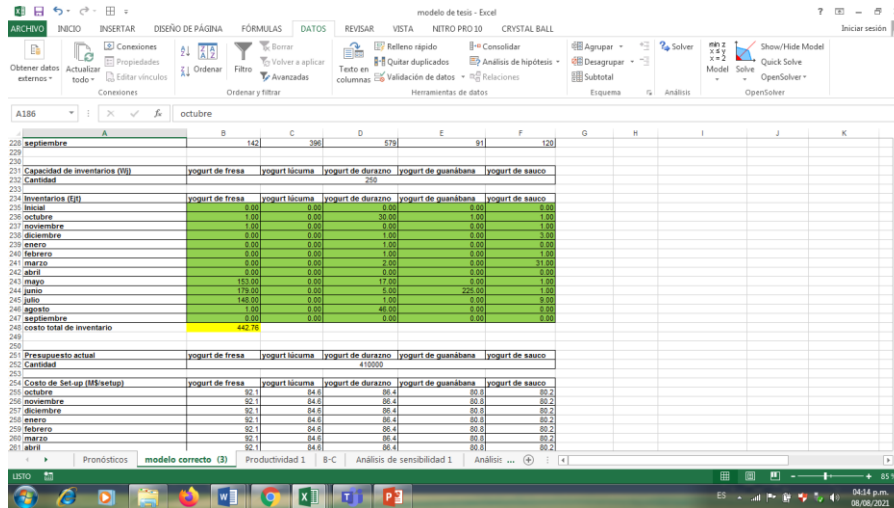 modelo de tesis - Excel
ARCHIVO INICIO INSERTAR DISEÑO DE PÁGINA FÓRMULAS DATOS REVISAR VISTA NITRO PRO 10 CRYSTAL BALL Iniciar sesión
Obtener datos externos
Actualizar todo
Conexiones
Propiedades
Editar vínculos
Conexiones
Ordenar
Filtro
Borrar
Volver a aplicar
Avanzadas
Ordenar y filtrar
Texto en columnas
Relleno rápido
Quitar duplicados
Validación de datos
Consolidar
Análisis de hipótesis
Relaciones
Herramientas de datos
Agrupar
Desagrupar
Subtotal
Esquema
Solver
Análisis
Model
Solve
Show/Hide Model
Quick Solve
OpenSolver
OpenSolver
A186 fx octubre
A B C D E F G H I J K
228 septiembre 142 396 579 91 120
229
230
231 Capacidad de inventarios (Wj) yogurt de fresa yogurt lúcuma yogurt de durazno yogurt de guanábana yogurt de sauco
232 Cantidad 250
233
234 Inventarios (Ejt) yogurt de fresa yogurt lúcuma yogurt de durazno yogurt de guanábana yogurt de sauco
235 Inicial 0.00 0.00 0.00 0.00 0.00
236 octubre 1.00 0.00 30.00 1.00 1.00
237 noviembre 1.00 0.00 0.00 0.00 1.00
238 diciembre 0.00 0.00 1.00 0.00 3.00
239 enero 0.00 0.00 1.00 0.00 0.00
240 febrero 0.00 0.00 1.00 0.00 1.00
241 marzo 0.00 0.00 2.00 0.00 31.00
242 abril 0.00 0.00 0.00 0.00 0.00
243 mayo 153.00 0.00 17.00 0.00 1.00
244 junio 179.00 0.00 5.00 225.00 1.00
245 julio 148.00 0.00 1.00 0.00 9.00
246 agosto 1.00 0.00 46.00 0.00 0.00
247 septiembre 0.00 0.00 0.00 0.00 0.00
248 costo total de inventario 442.76
249
250
251 Presupuesto actual yogurt de fresa yogurt lúcuma yogurt de durazno yogurt de guanábana yogurt de sauco
252 Cantidad 410000
253
254 Costo de Set-up (M$/setup) yogurt de fresa yogurt lúcuma yogurt de durazno yogurt de guanábana yogurt de sauco
255 octubre 92.1 84.6 86.4 80.8 80.2
256 noviembre 92.1 84.6 86.4 80.8 80.2
257 diciembre 92.1 84.6 86.4 80.8 80.2
258 enero 92.1 84.6 86.4 80.8 80.2
259 febrero 92.1 84.6 86.4 80.8 80.2
260 marzo 92.1 84.6 86.4 80.8 80.2
261 abril 92.1 84.6 86.4 80.8 80.2
Pronósticos modelo correcto (3) Productividad 1 B-C Análisis de sensibilidad 1 Análisis ...
LISTO 85%
ES 04:14 p.m.
08/08/2021